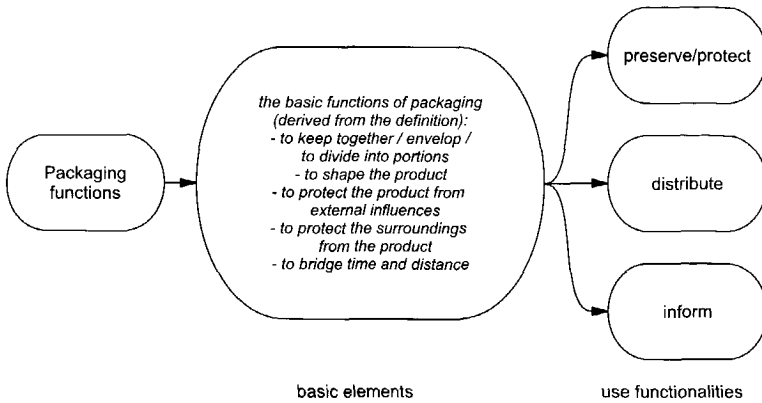 Packaging
functions
the basic functions of packaging
(derived from the definition):
- to keep together / envelop /
to divide into portions
- to shape the product
- to protect the product from
external influences
- to protect the surroundings
from the product
- to bridge time and distance
preserve/protect
distribute
inform
basic elements
use functionalities